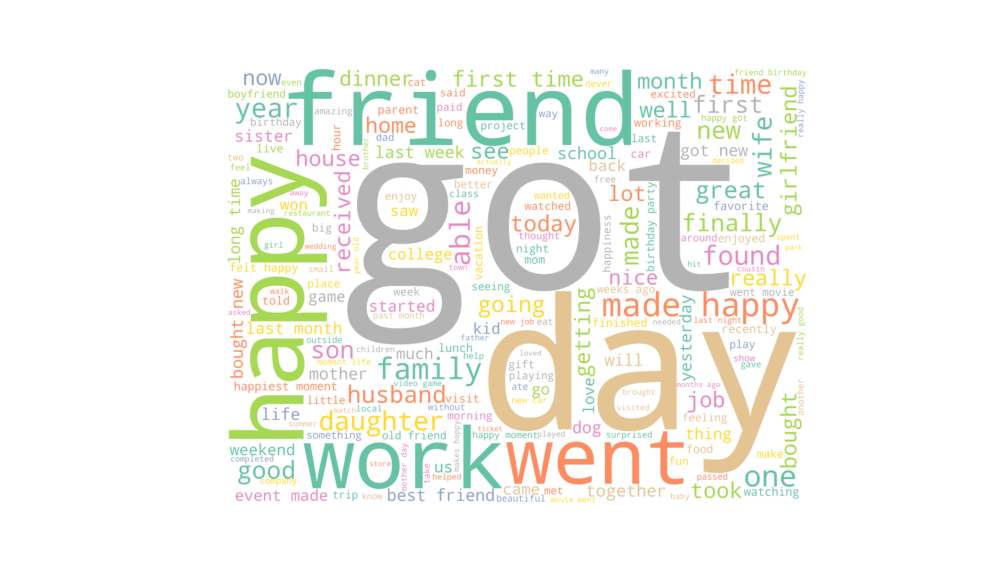 now
even
dinner
cat
first time
many
never
month
time
friend birthday
boyfriend
year
friend
said
excited
first
amazing
paid
way
well
girlfriend
really happy
birthday
parent
long
project
working
new
happy got
sister
hour
home
dad
come
last
wife
live
house
last week
see
people
school
car
got new
two
brother
actually
back
decided
feel
money
free
great
always
away
better
class
lot
favorite
won
making
enjoy
wanted
made
finally
long time
happy
restaurant
received
saw
able
watched
today
happiness
birthday party
around
enjoyed
spent
park
big
got
thought
girl
wedding
year old
college
vacation
night
mom
hit
cousin
found
felt happy
small
town
seeing
nice
really
walk
told
place
game
week
weeks ago
went movie
bought new
asked
started
going
made happy
past month
day
getting
yesterday
last month
outside
kid
new job
eat
finished
needed
last night
recently
really good
son
children
father
play
mother
much
lunch
help
loved
will
show
gave
moment life
family
gift
playing
love
happiest moment
video game
ate
go
brought
months ago
another
little
husband
visit
new car
visited
job
bought
life
watch
local
without
morning
feeling
summer
daughter
ticket
dog
thing
something
old friend
happy moment
played
surprised
food
weekend
work
makes happy
went
fun
make
completed
good
store
mother day
us
one
company
take
helped
came
met
together
passed
took
watching
event made
trip
know
best friend
beautiful
movie went
baby